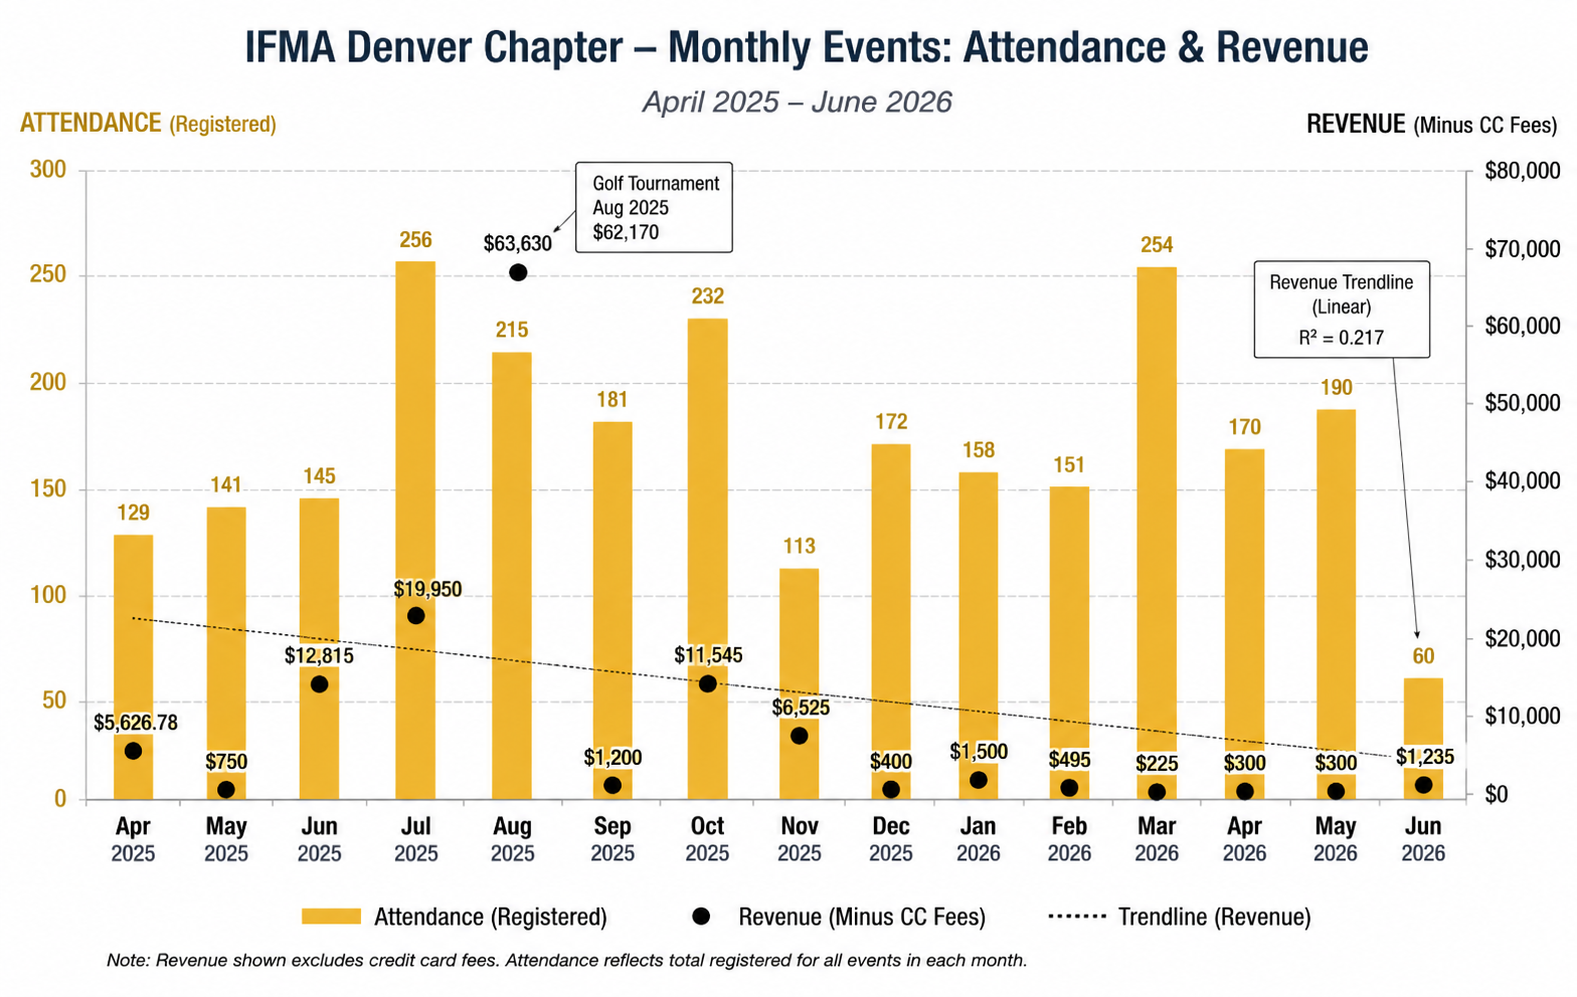 IFMA Denver Chapter – Monthly Events: Attendance & Revenue
April 2025 – June 2026
ATTENDANCE (Registered)
REVENUE (Minus CC Fees)
300
250
200
150
100
50
0
$80,000
$70,000
$60,000
$50,000
$40,000
$30,000
$20,000
$10,000
$0
Golf Tournament
Aug 2025
$62,170
Revenue Trendline
(Linear)
R² = 0.217
129
141
145
256
215
181
232
113
172
158
151
254
170
190
60
$5,626.78
$750
$12,815
$19,950
$63,630
$1,200
$11,545
$6,525
$400
$1,500
$495
$225
$300
$300
$1,235
Apr
2025
May
2025
Jun
2025
Jul
2025
Aug
2025
Sep
2025
Oct
2025
Nov
2025
Dec
2025
Jan
2026
Feb
2026
Mar
2026
Apr
2026
May
2026
Jun
2026
Attendance (Registered)
Revenue (Minus CC Fees)
Trendline (Revenue)
Note: Revenue shown excludes credit card fees. Attendance reflects total registered for all events in each month.